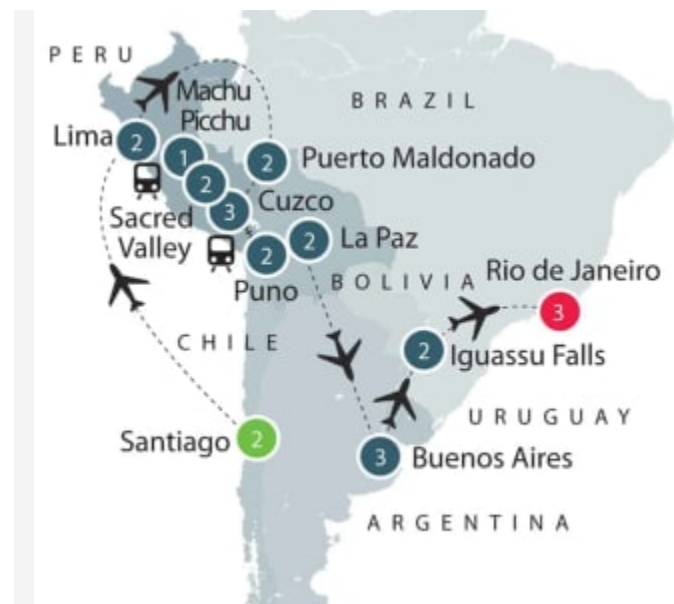 PERU
Machu
Picchu
BRAZIL
Lima
2
1
2
Puerto Maldonado
2
Sacred
Valley
3
Cuzco
2
Puno
2
La Paz
BOLIVIA
Rio de Janeiro
3
CHILE
2
Iguassu Falls
URUGUAY
Santiago
2
3
Buenos Aires
ARGENTINA